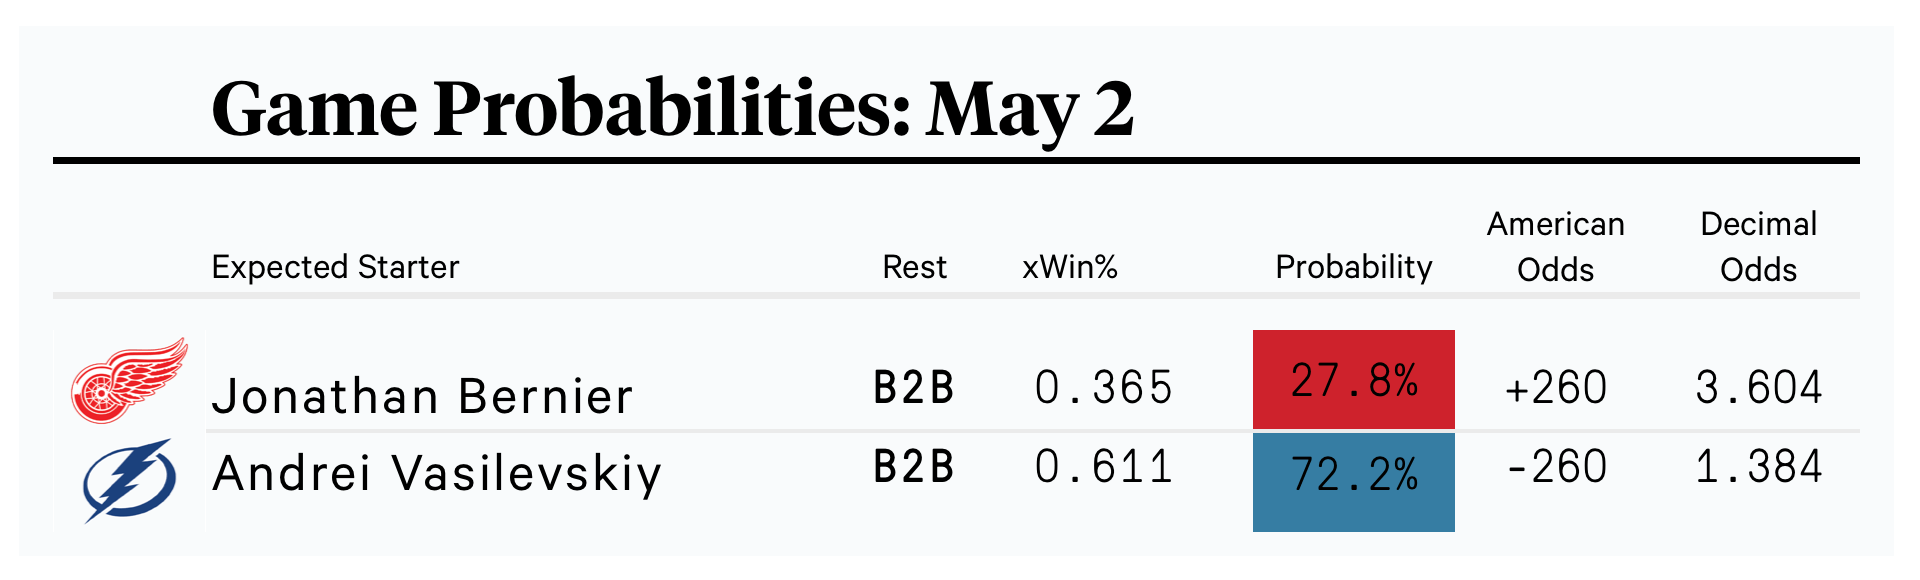 Game Probabilities: May 2
Expected Starter Rest xWin% Probability American Odds Decimal Odds
Jonathan Bernier B2B 0.365 27.8% +260 3.604
Andrei Vasilevskiy B2B 0.611 72.2% -260 1.384